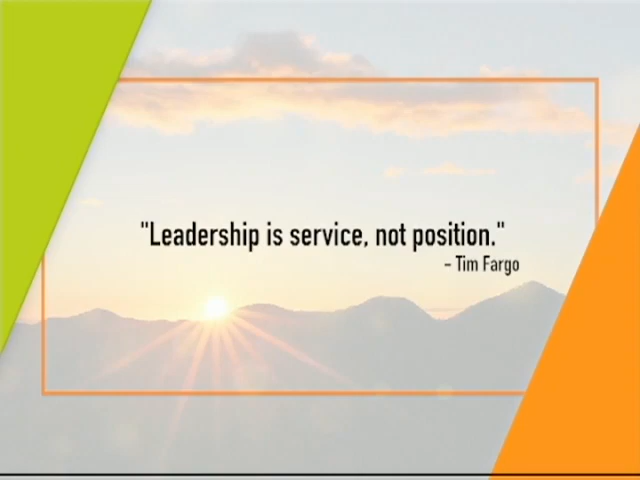 "Leadership is service, not position."
– Tim Fargo